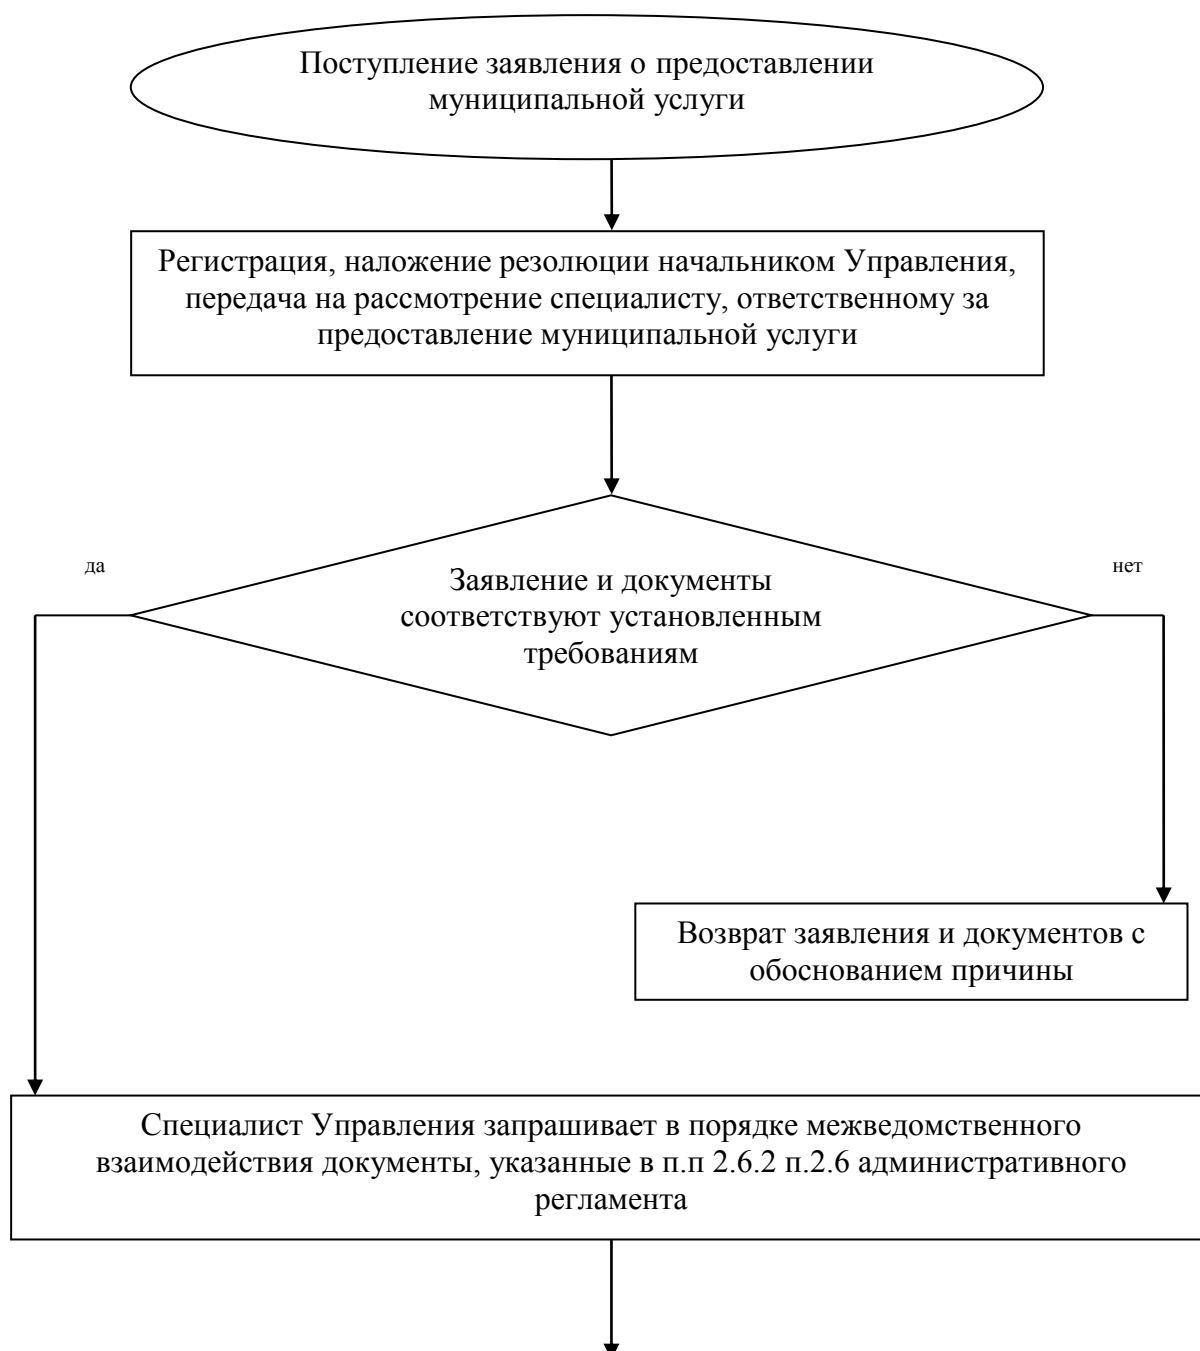 Поступление заявления о предоставлении
муниципальной услуги
Регистрация, наложение резолюции начальником Управления,
передача на рассмотрение специалисту, ответственному за
предоставление муниципальной услуги
да
нет
Заявление и документы
соответствуют установленным
требованиям
Возврат заявления и документов с
обоснованием причины
Специалист Управления запрашивает в порядке межведомственного
взаимодействия документы, указанные в п.п 2.6.2 п.2.6 административного
регламента